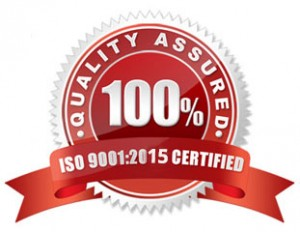 · QUALITY ASSURED ·
100%
ISO 9001:2015 CERTIFIED